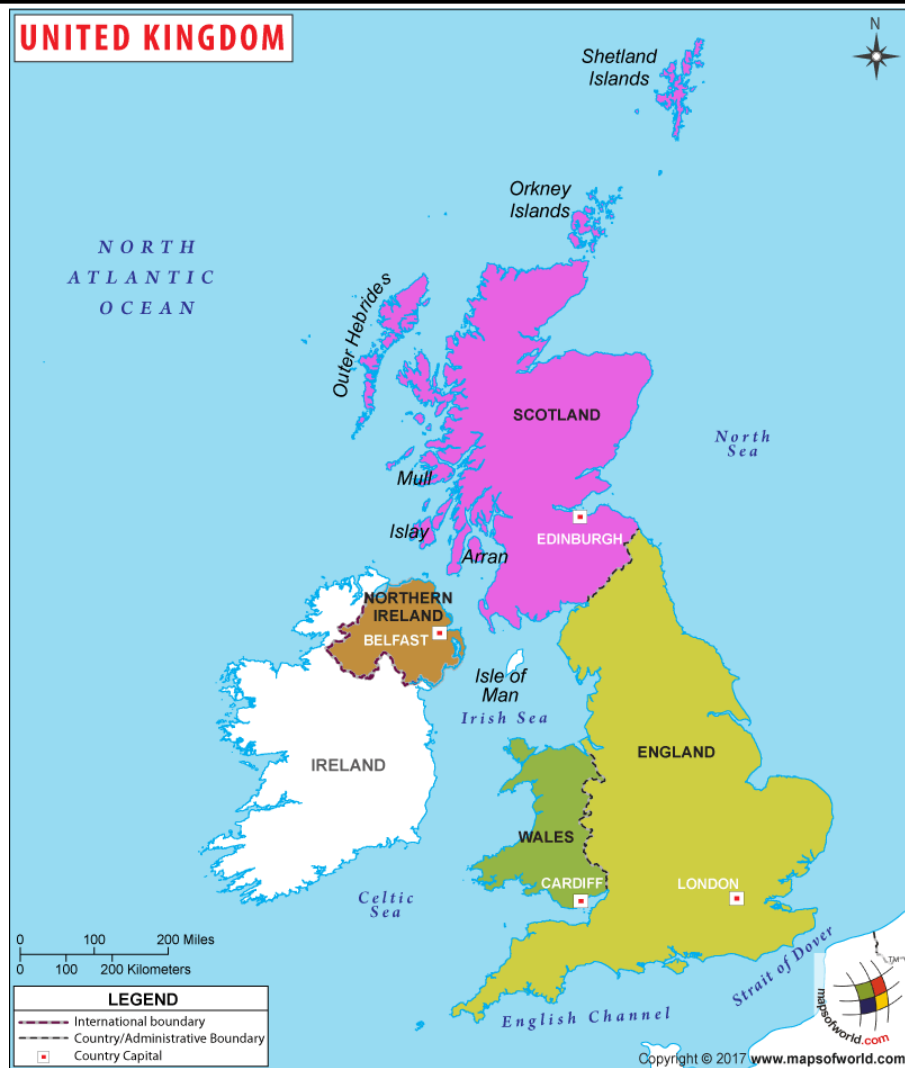 UNITED KINGDOM
N
Shetland
Islands
Orkney
Islands
NORTH
ATLANTIC
OCEAN
Outer Hebrides
SCOTLAND
North
Sea
Mull
Islay
Arran
EDINBURGH
NORTHERN
IRELAND
BELFAST
Isle of
Man
Irish Sea
IRELAND
ENGLAND
WALES
CARDIFF
LONDON
Celtic
Sea
0 100 200 Miles
0 100 200 Kilometers
Strait of Dover
English Channel
LEGEND
International boundary
Country/Administrative Boundary
Country Capital
TM
mapsofworld.com
Copyright © 2017 www.mapsofworld.com